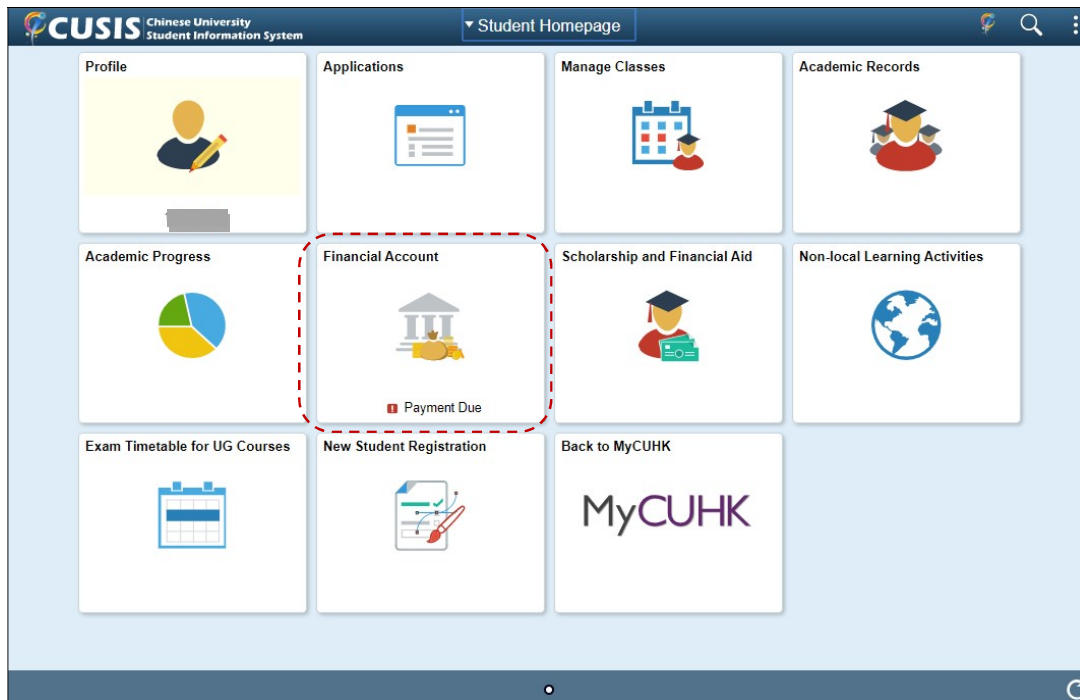 CUSIS Chinese University
Student Information System
Student Homepage
Profile
Applications
Manage Classes
Academic Records
Academic Progress
Financial Account
Payment Due
Scholarship and Financial Aid
Non-local Learning Activities
Exam Timetable for UG Courses
New Student Registration
Back to MyCUHK
MyCUHK